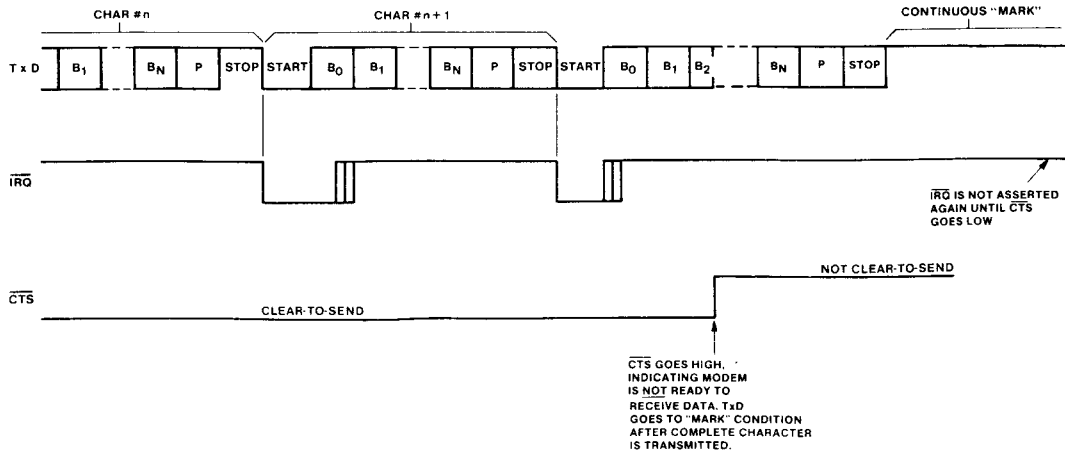 CHAR #n
CHAR #n+1
CONTINUOUS "MARK"
TxD
B1
BN
P
STOP
START
B0
B1
BN
P
STOP
START
B0
B1
B2
BN
P
STOP
IRQ
IRQ IS NOT ASSERTED
AGAIN UNTIL CTS
GOES LOW
CTS
CLEAR-TO-SEND
NOT CLEAR-TO-SEND
CTS GOES HIGH,
INDICATING MODEM
IS NOT READY TO
RECEIVE DATA. TxD
GOES TO "MARK" CONDITION
AFTER COMPLETE CHARACTER
IS TRANSMITTED.